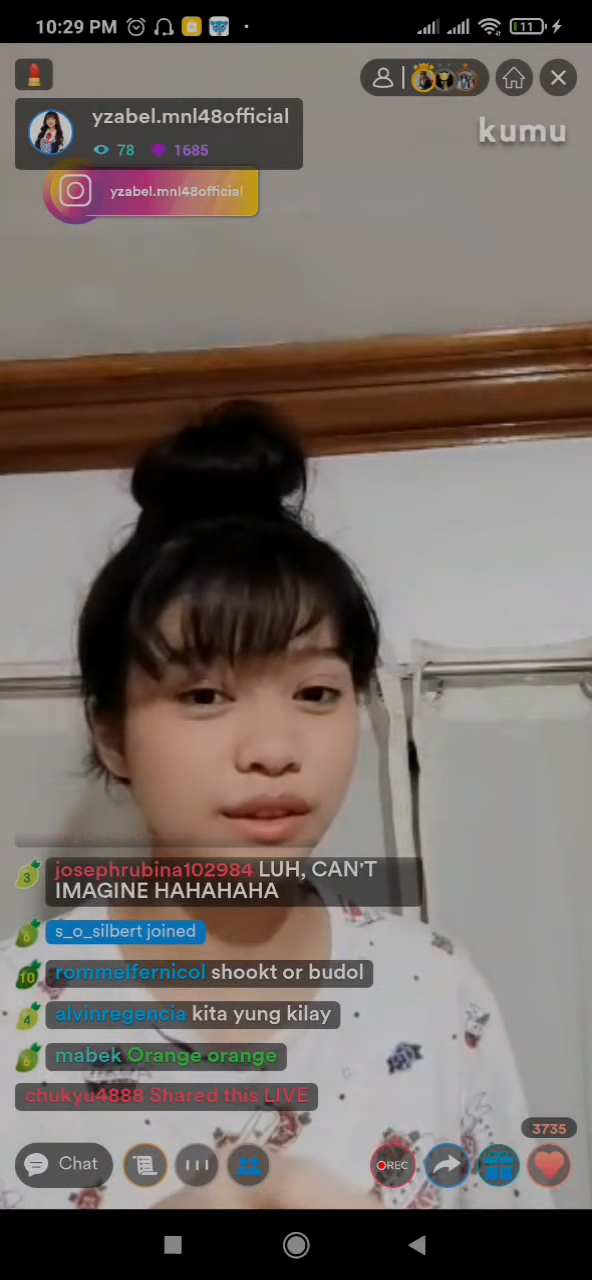 10:29 PM
11
yzabel.mnl48official
78 1685
kumu
yzabel.mnl48official
3 josephrubina102984 LUH, CAN'T
IMAGINE HAHAHAHA
6 s_o_silbert joined
10 rommelfernicol shookt or budol
4 alvinregencia kita yung kilay
6 mabek Orange orange
chukyu4888 Shared this LIVE
3735
Chat
REC